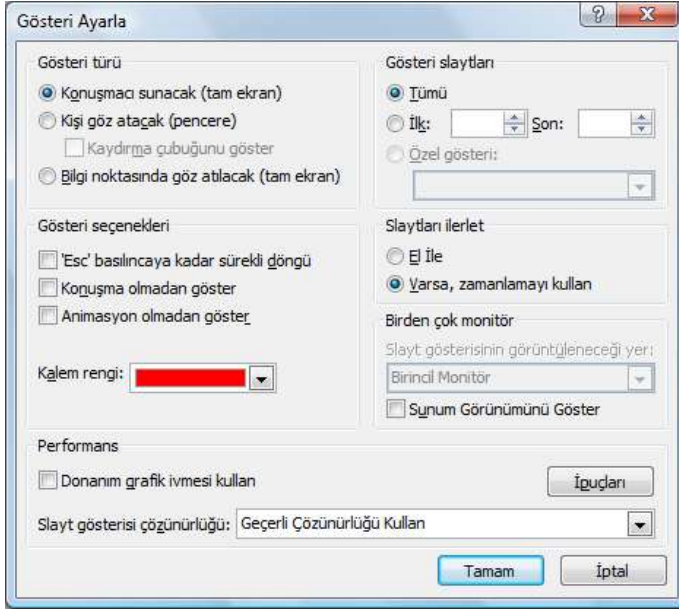 Gösteri Ayarla
Gösteri türü
Konuşmacı sunacak (tam ekran)
Kişi göz atacak (pencere)
Kaydırma çubuğunu göster
Bilgi noktasında göz atılacak (tam ekran)
Gösteri slaytları
Tümü
İlk: Son:
Özel gösteri:
Gösteri seçenekleri
'Esc' basılıncaya kadar sürekli döngü
Konuşma olmadan göster
Animasyon olmadan göster
Kalem rengi:
Slaytları ilerlet
El İle
Varsa, zamanlamayı kullan
Birden çok monitör
Slayt gösterisinin görüntüleneceği yer:
Birincil Monitör
Sunum Görünümünü Göster
Performans
Donanım grafik ivmesi kullan
İpuçları
Slayt gösterisi çözünürlüğü: Geçerli Çözünürlüğü Kullan
Tamam İptal